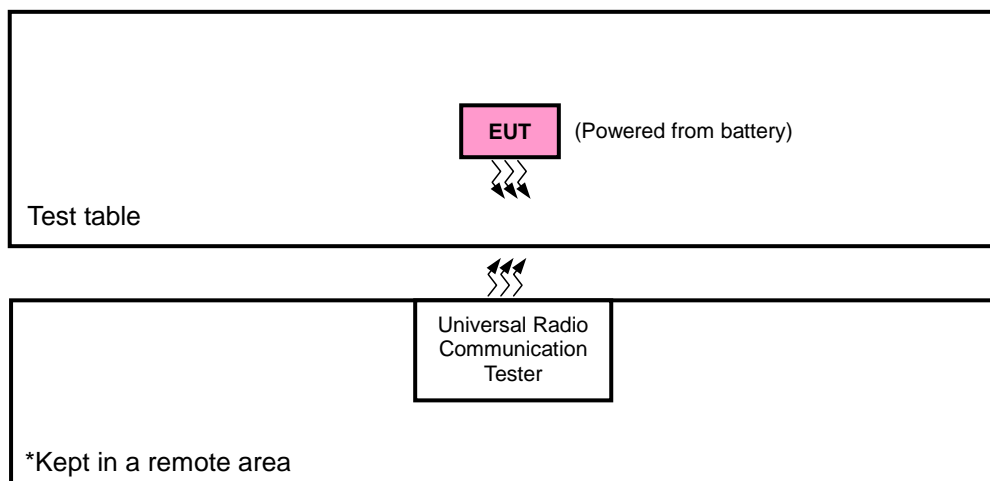 EUT
(Powered from battery)
Test table
Universal Radio
Communication
Tester
*Kept in a remote area